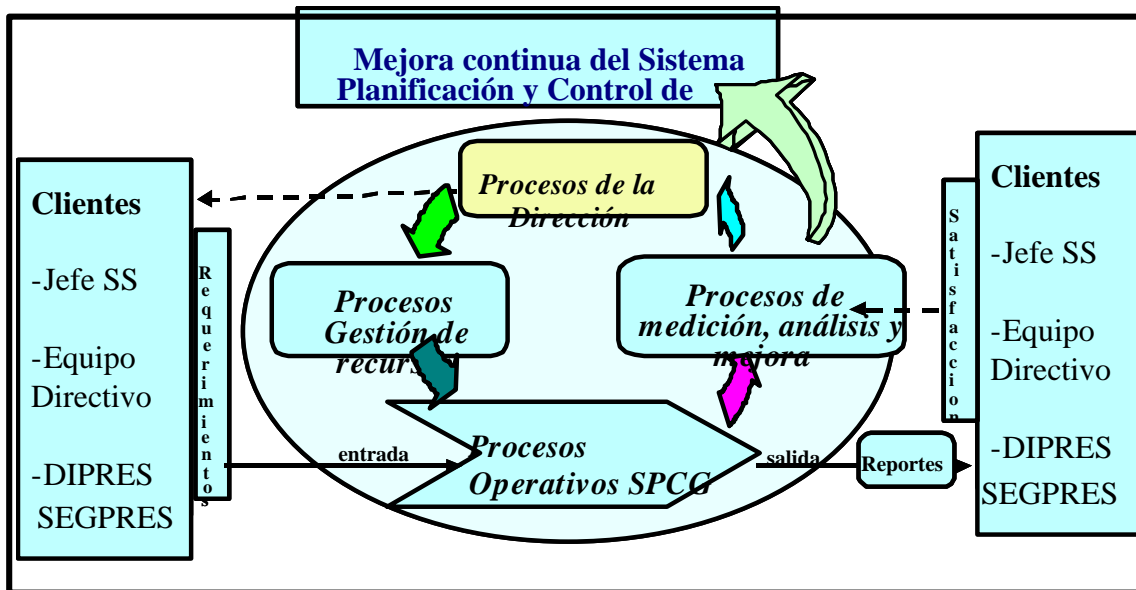 Mejora continua del Sistema
Planificación y Control de
Clientes
-Jefe SS
-Equipo
Directivo
-DIPRES
SEGPRES
Requerimientos
Procesos de la
Dirección
Procesos
Gestión de
Procesos de
medición, análisis y
mejora
entrada
Procesos
Operativos SPCG
salida
Reportes
Satisfaccion
Clientes
-Jefe SS
-Equipo
Directivo
-DIPRES
SEGPRES